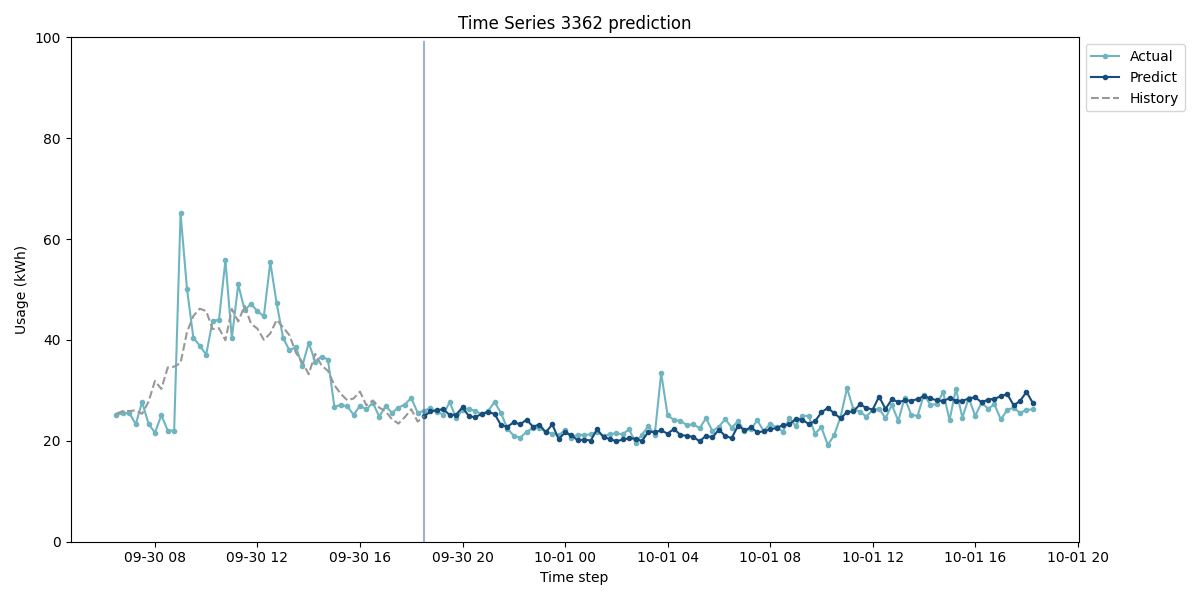 Time Series 3362 prediction
100
80
60
40
20
0
Usage (kWh)
09-30 08
09-30 12
09-30 16
09-30 20
10-01 00
10-01 04
10-01 08
10-01 12
10-01 16
10-01 20
Time step
Actual
Predict
History